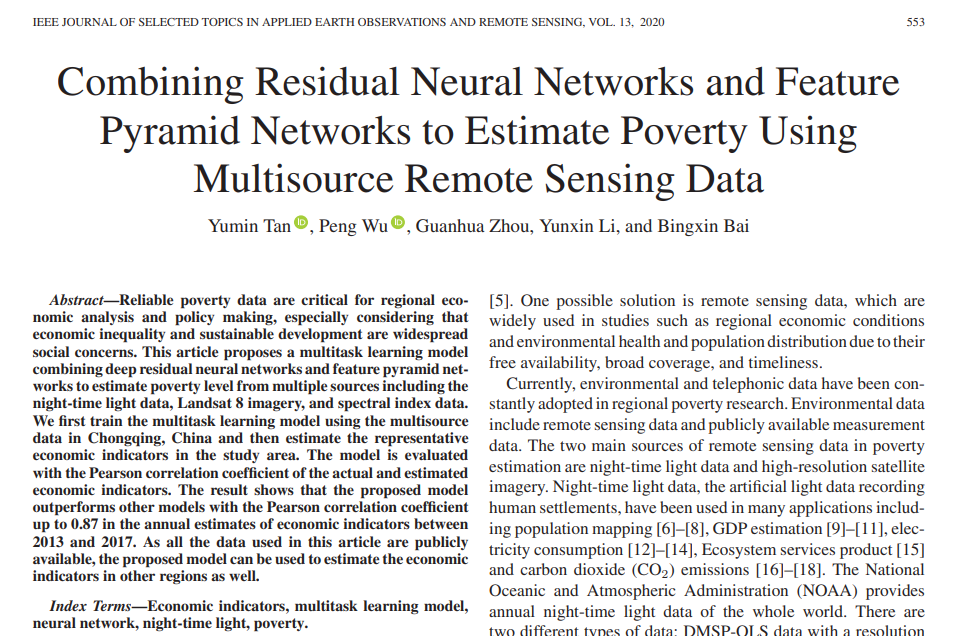 IEEE JOURNAL OF SELECTED TOPICS IN APPLIED EARTH OBSERVATIONS AND REMOTE SENSING, VOL. 13, 2020
553
Combining Residual Neural Networks and Feature
Pyramid Networks to Estimate Poverty Using
Multisource Remote Sensing Data
Yumin Tan iD, Peng Wu iD, Guanhua Zhou, Yunxin Li, and Bingxin Bai
Abstract—Reliable poverty data are critical for regional eco-
nomic analysis and policy making, especially considering that
economic inequality and sustainable development are widespread
social concerns. This article proposes a multitask learning model
combining deep residual neural networks and feature pyramid net-
works to estimate poverty level from multiple sources including the
night-time light data, Landsat 8 imagery, and spectral index data.
We first train the multitask learning model using the multisource
data in Chongqing, China and then estimate the representative
economic indicators in the study area. The model is evaluated
with the Pearson correlation coefficient of the actual and estimated
economic indicators. The result shows that the proposed model
outperforms other models with the Pearson correlation coefficient
up to 0.87 in the annual estimates of economic indicators between
2013 and 2017. As all the data used in this article are publicly
available, the proposed model can be used to estimate the economic
indicators in other regions as well.
Index Terms—Economic indicators, multitask learning model,
neural network, night-time light, poverty.
[5]. One possible solution is remote sensing data, which are
widely used in studies such as regional economic conditions
and environmental health and population distribution due to their
free availability, broad coverage, and timeliness.
Currently, environmental and telephonic data have been con-
stantly adopted in regional poverty research. Environmental data
include remote sensing data and publicly available measurement
data. The two main sources of remote sensing data in poverty
estimation are night-time light data and high-resolution satellite
imagery. Night-time light data, the artificial light data recording
human settlements, have been used in many applications includ-
ing population mapping [6]–[8], GDP estimation [9]–[11], elec-
tricity consumption [12]–[14], Ecosystem services product [15]
and carbon dioxide (CO₂) emissions [16]–[18]. The National
Oceanic and Atmospheric Administration (NOAA) provides
annual night-time light data of the whole world. There are
two different types of data: DMSP-OLS data with a resolution